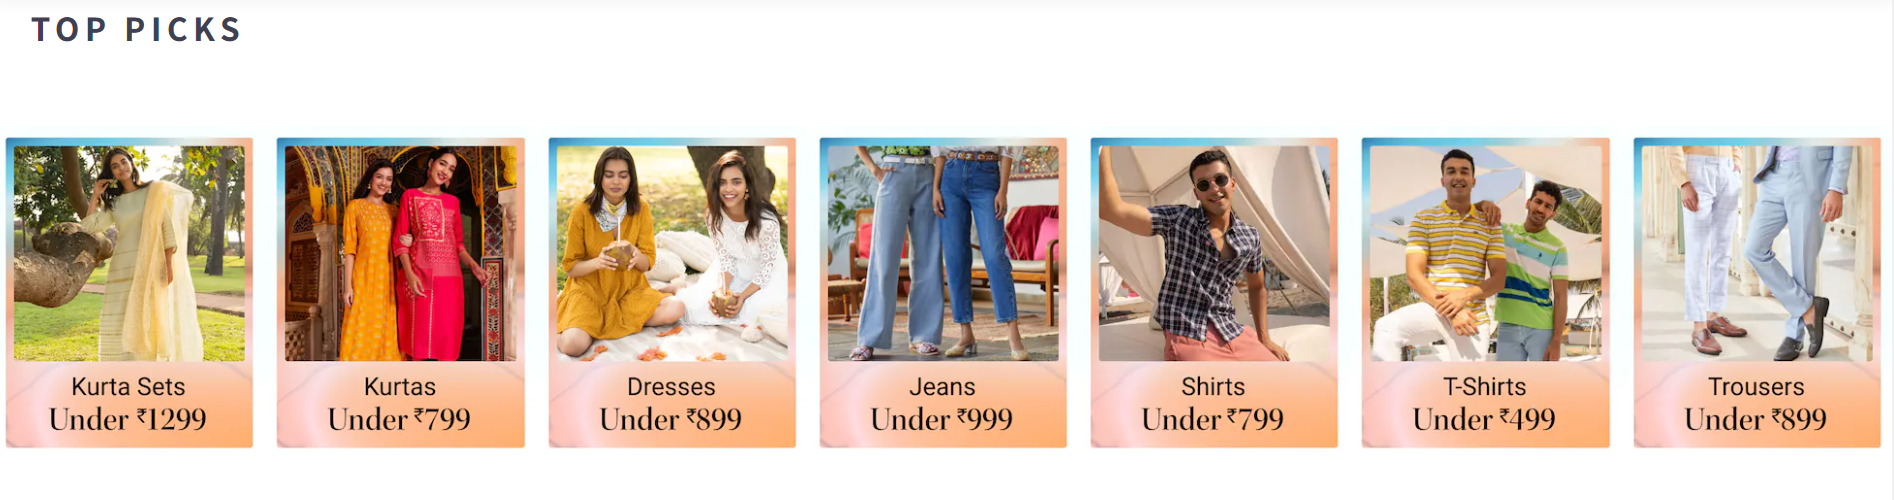 TOP PICKS
Kurta Sets
Under ₹1299
Kurtas
Under ₹799
Dresses
Under ₹899
Jeans
Under ₹999
Shirts
Under ₹799
T-Shirts
Under ₹499
Trousers
Under ₹899